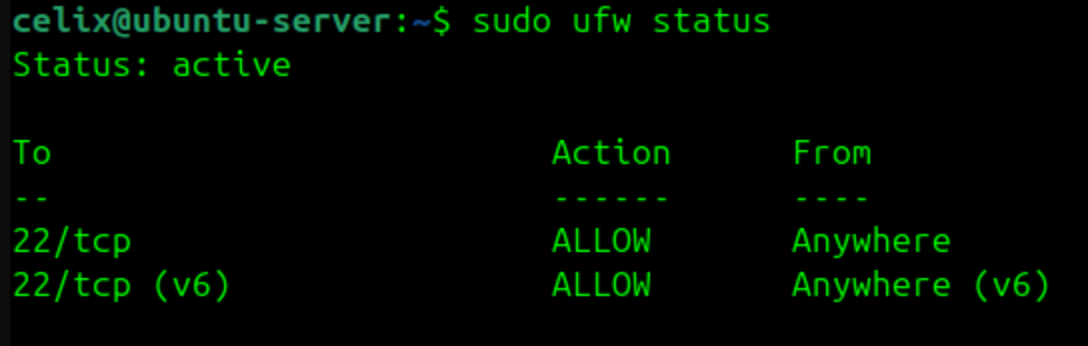 celix@ubuntu-server:~$ sudo ufw status
Status: active
To Action From
-- ------ ----
22/tcp ALLOW Anywhere
22/tcp (v6) ALLOW Anywhere (v6)